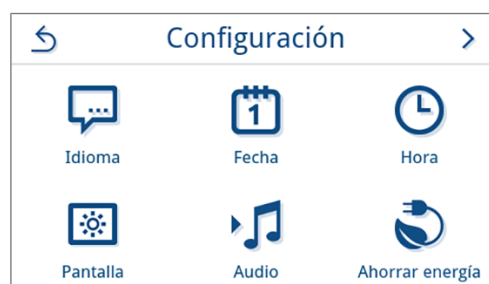 Configuración
1
Idioma
Fecha
Hora
Pantalla
Audio
Ahorrar energía